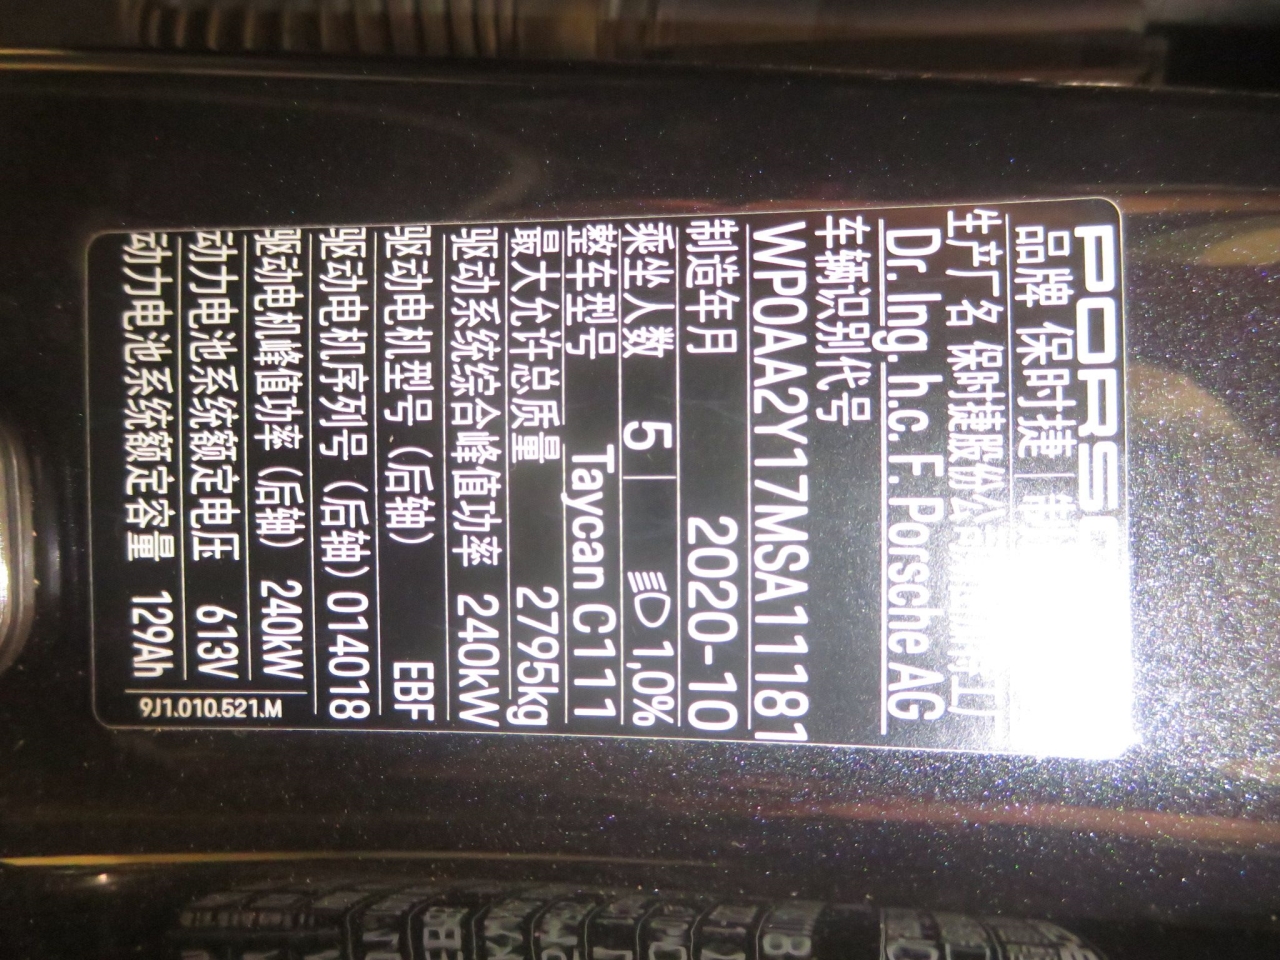 PORS
品牌 保时捷
生产厂名 保时捷股份公司
Dr. Ing. h.c. F. Porsche AG
车辆识别代号
WP0AA2Y17MSA11181
制造年月 2020-10
乘坐人数 5 1,0%
整车型号 Taycan C111
最大允许总质量 2795kg
驱动系统综合峰值功率 240kW
驱动电机型号（后轴） EBF
驱动电机序列号（后轴）014018
驱动电机峰值功率（后轴） 240kW
动力电池系统额定电压 613V
动力电池系统额定容量 129Ah
9J1.010.521.M